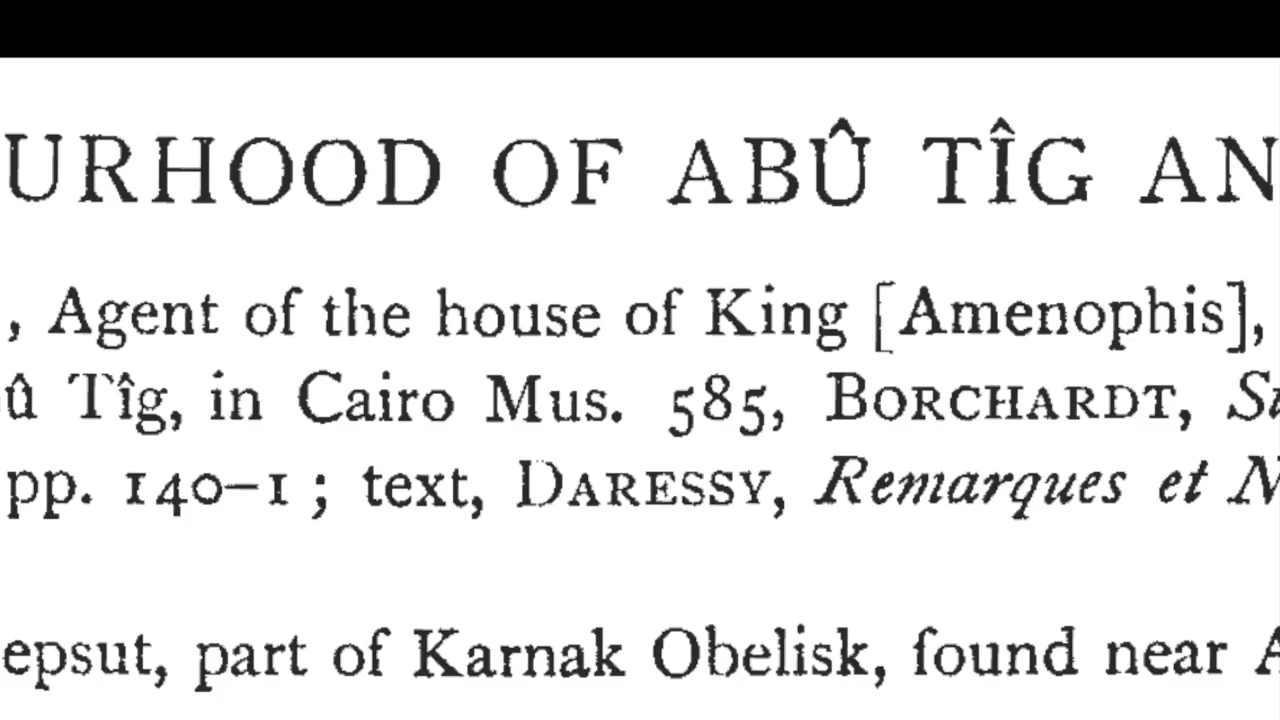 URHOOD OF ABÛ TÎG AN
, Agent of the house of King [Amenophis],
û Tîg, in Cairo Mus. 585, BORCHARDT, St
pp. 140–1 ; text, DARESSY, Remarques et N
epsut, part of Karnak Obelisk, found near A